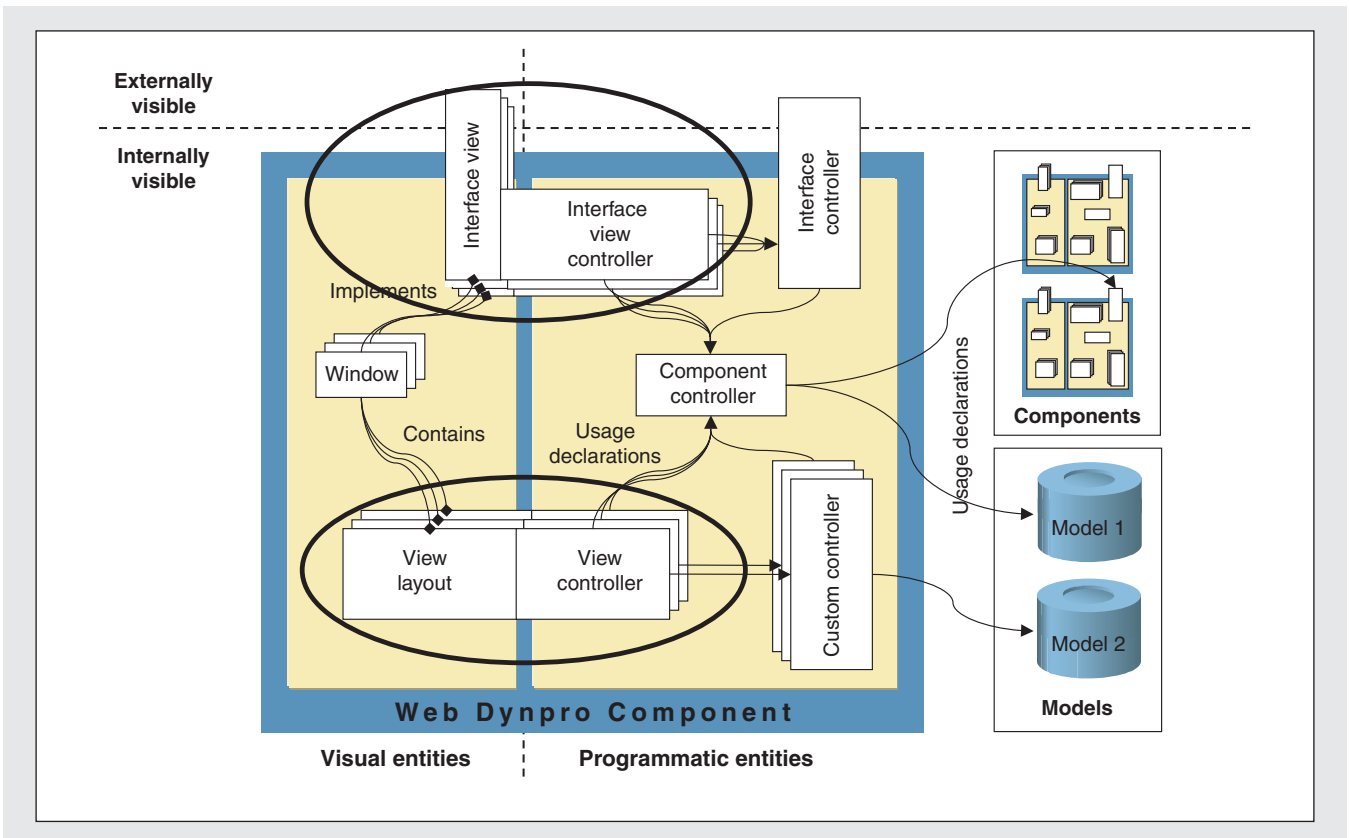 Externally
visible
Internally
visible
Interface view
Interface
view
controller
Interface
controller
Implements
Window
Component
controller
Contains
Usage
declarations
Usage declarations
Components
View
layout
View
controller
Custom controller
Model 1
Model 2
Models
Web Dynpro Component
Visual entities
Programmatic entities